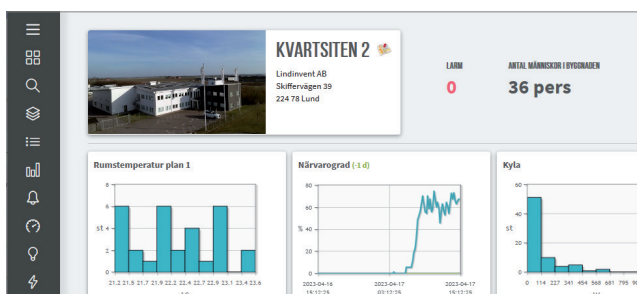 KVARTSITEN 2
Lindinvent AB
Skiffervägen 39
224 78 Lund
LARM
0
ANTAL MÄNNISKOR I BYGGNADEN
36 pers
Rumstemperatur plan 1
8
6
st 4
2
0
21.2 21.5 21.7 21.9 22.2 22.4 22.7 22.9 23.1 23.4 23.6
Närvarograd (-1 d)
80
60
st 40
20
0
2023-04-16 2023-04-17 2023-04-17
15:12:25 03:12:25 15:12:25
Kyla
60
40
st
20
0
0 114 227 341 454 568 681 795